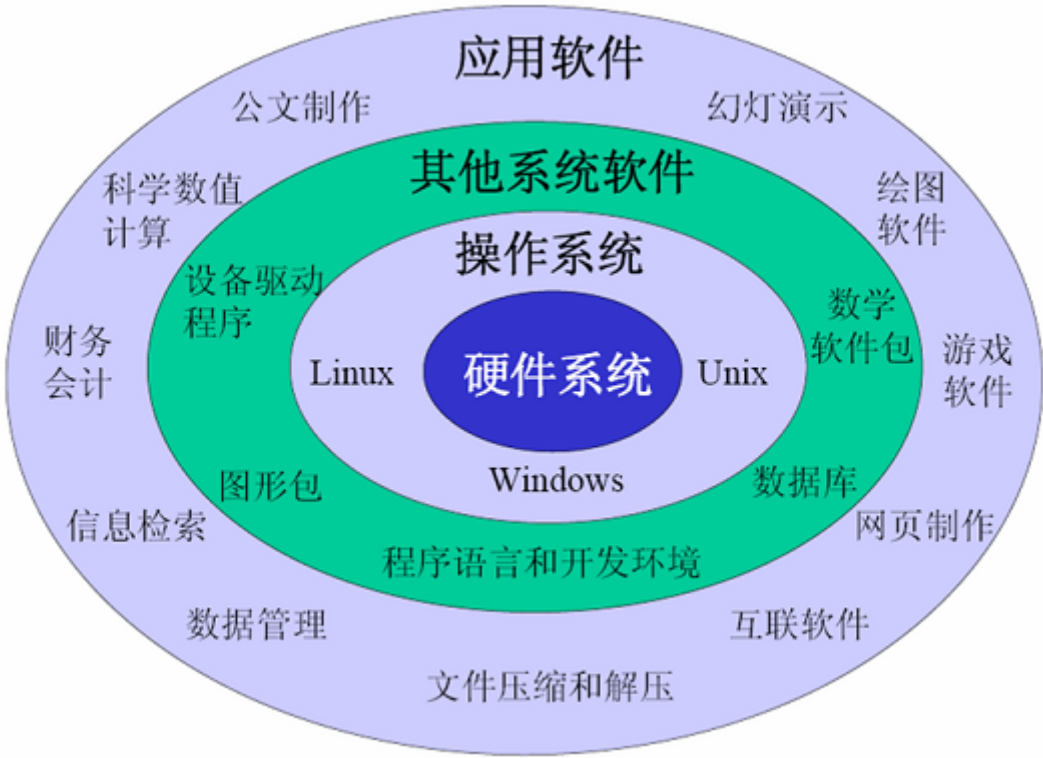 应用软件
公文制作
幻灯演示
其他系统软件
科学数值
计算
绘图
软件
操作系统
设备驱动
程序
数学
软件包
财务
会计
Linux
硬件系统
Unix
游戏
软件
Windows
图形包
数据库
信息检索
网页制作
程序语言和开发环境
数据管理
互联软件
文件压缩和解压